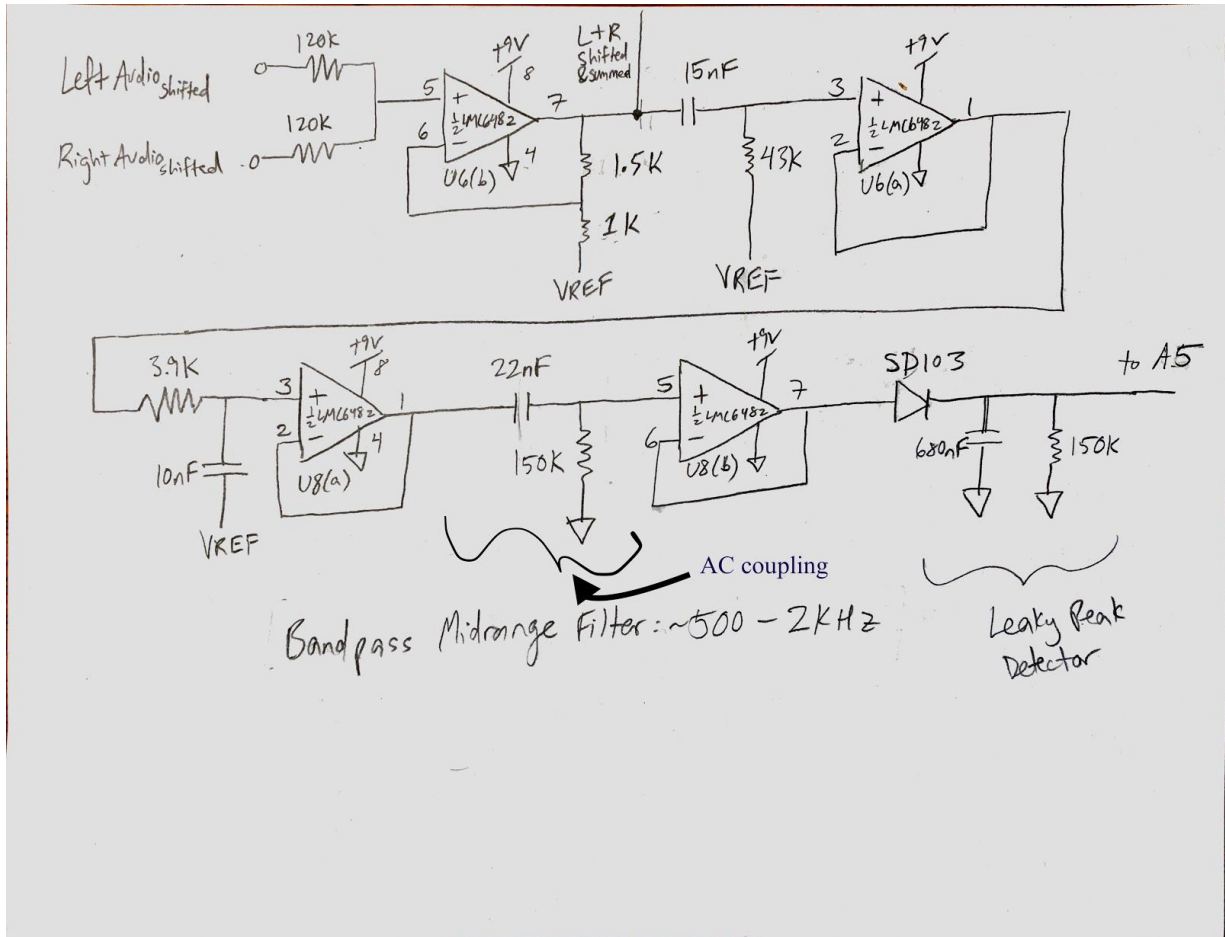 120K
Left Audio shifted
120K
Right Audio shifted
5
+
6
-
½ LMC6482
+9V
8
7
4
U6(b)
L+R
shifted
&summed
1.5K
1K
VREF
15nF
43K
VREF
3
+
2
-
½ LMC6482
+9V
1
U6(a)
3.9K
10nF
VREF
3
+
2
-
½ LMC6482
+9V
8
1
4
U8(a)
22nF
150K
5
+
6
-
½ LMC6482
+9V
7
U8(b)
SD103
to A5
680nF
150K
AC coupling
Bandpass Midrange Filter: ~500 - 2KHz
Leaky Peak
Detector